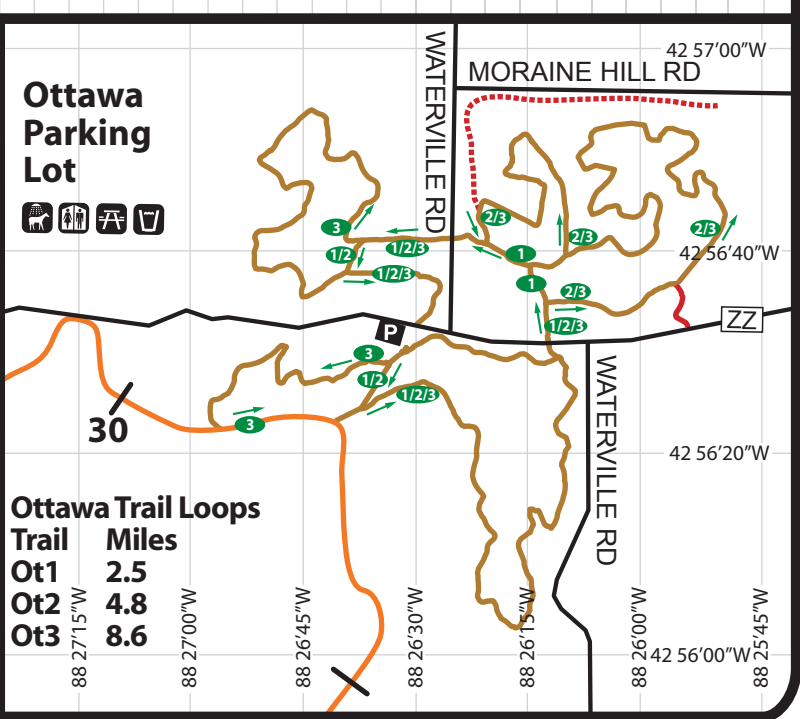 42 57'00"W
WATERVILLE RD
MORAINE HILL RD
Ottawa
Parking
Lot
2/3
3
1/2/3
2/3
2/3
1/2
1
42 56'40"W
1/2/3
1
2/3
1/2/3
ZZ
P
3
1/2
1/2/3
3
30
WATERVILLE RD
42 56'20"W
Ottawa Trail Loops
Trail Miles
Ot1 2.5
Ot2 4.8
Ot3 8.6
42 56'00"W
88 27'15"W
88 27'00"W
88 26'45"W
88 26'30"W
88 26'15"W
88 26'00"W
88 25'45"W